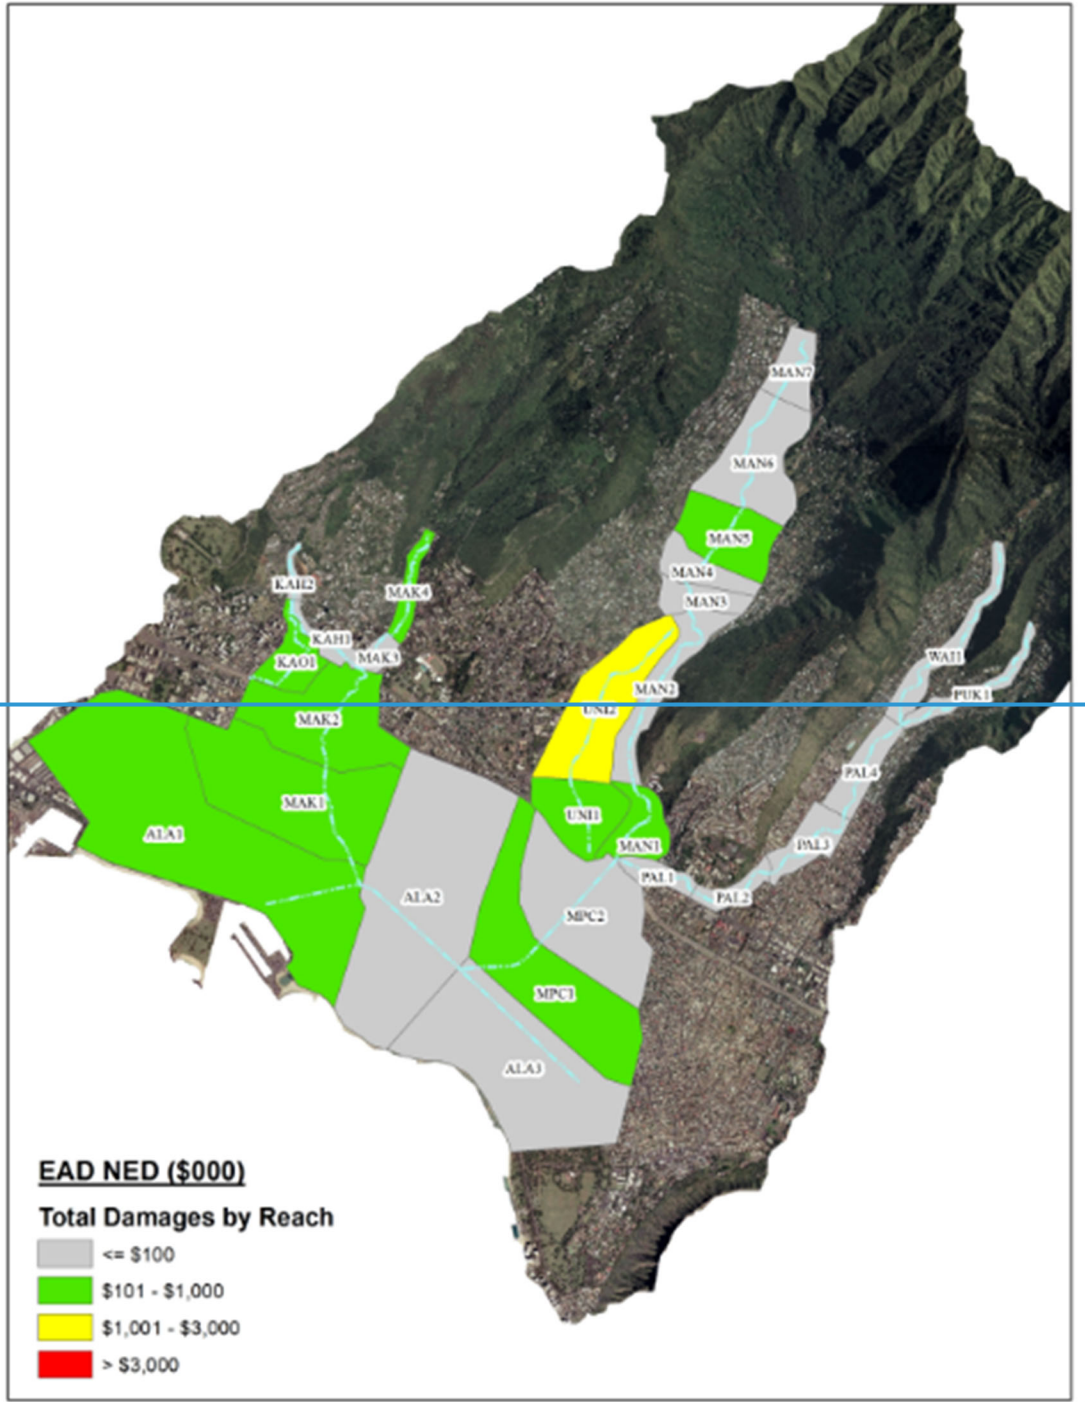 MAN7
MAN6
MAN5
MAN4
MAN3
KAH2
MAK4
KAH1
MAK3
KAO1
WAI1
MAN2
PUK1
UNI2
MAK2
PAL4
MAK1
UNI1
ALA1
MAN1
PAL3
PAL1
ALA2
PAL2
MPC2
MPC1
ALA3
EAD NED ($000)
Total Damages by Reach
<= $100
$101 - $1,000
$1,001 - $3,000
> $3,000